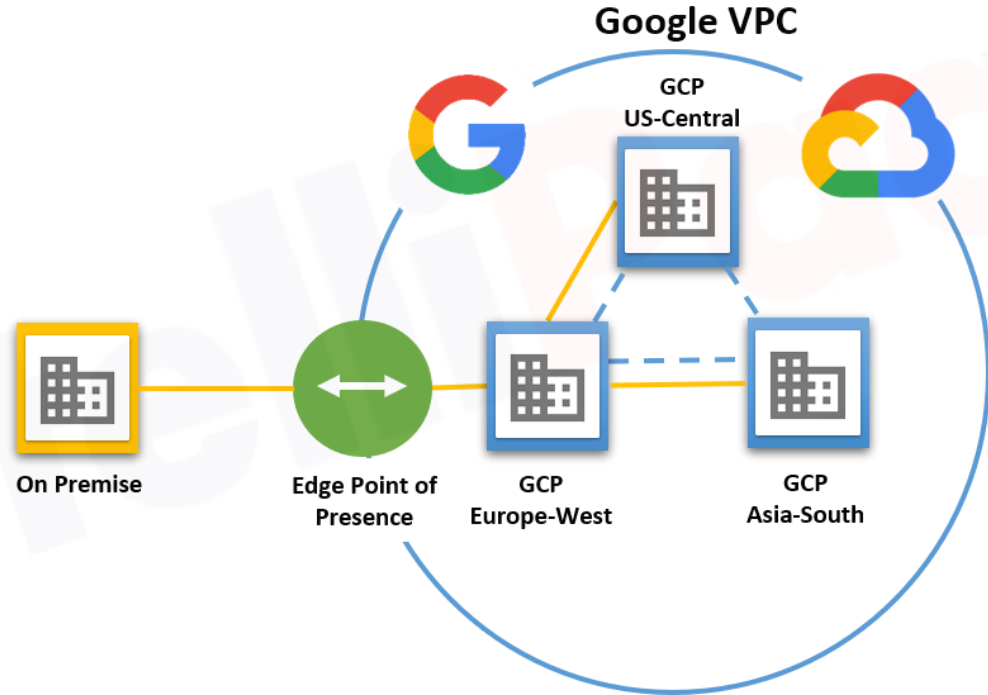 Google VPC
GCP
US-Central
On Premise
Edge Point of
Presence
GCP
Europe-West
GCP
Asia-South